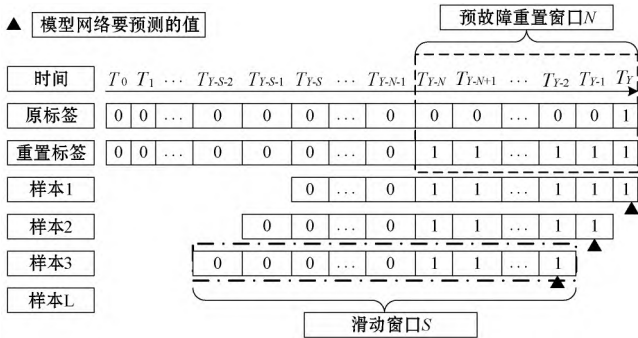 预故障重置窗口N
▲ 模型网络要预测的值
时间 T0 T1 ... TY-S-2 TY-S-1 TY-S ... TY-N-1 TY-N TY-N+1 ... TY-2 TY-1 TY
原标签 0 0 ... 0 0 0 ... 0 0 0 ... 0 0 1
重置标签 0 0 ... 0 0 0 ... 0 1 1 ... 1 1 1
样本1 0 ... 0 1 1 ... 1 1 1
样本2 0 0 ... 0 1 1 ... 1 1
样本3 0 0 0 ... 0 1 1 ... 1
样本L
滑动窗口S